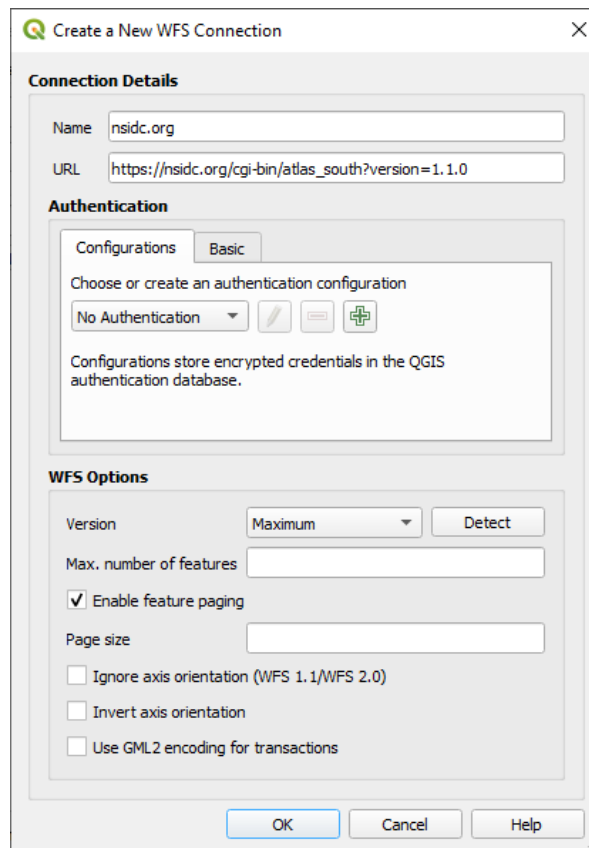 Create a New WFS Connection
Connection Details
Name nsidc.org
URL https://nsidc.org/cgi-bin/atlas_south?version=1.1.0
Authentication
Configurations Basic
Choose or create an authentication configuration
No Authentication
Configurations store encrypted credentials in the QGIS
authentication database.
WFS Options
Version Maximum Detect
Max. number of features
Enable feature paging
Page size
Ignore axis orientation (WFS 1.1/WFS 2.0)
Invert axis orientation
Use GML2 encoding for transactions
OK Cancel Help